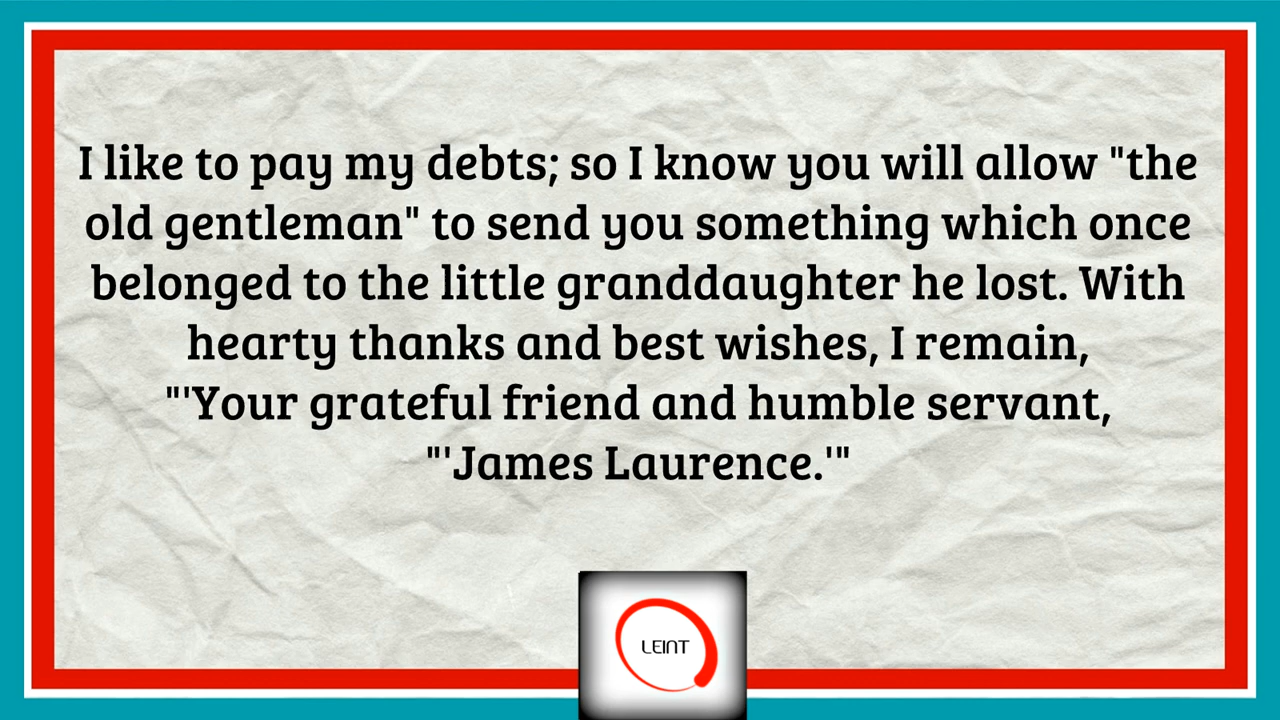 I like to pay my debts; so I know you will allow "the
old gentleman" to send you something which once
belonged to the little granddaughter he lost. With
hearty thanks and best wishes, I remain,
"'Your grateful friend and humble servant,
"'James Laurence.'"
LEINT